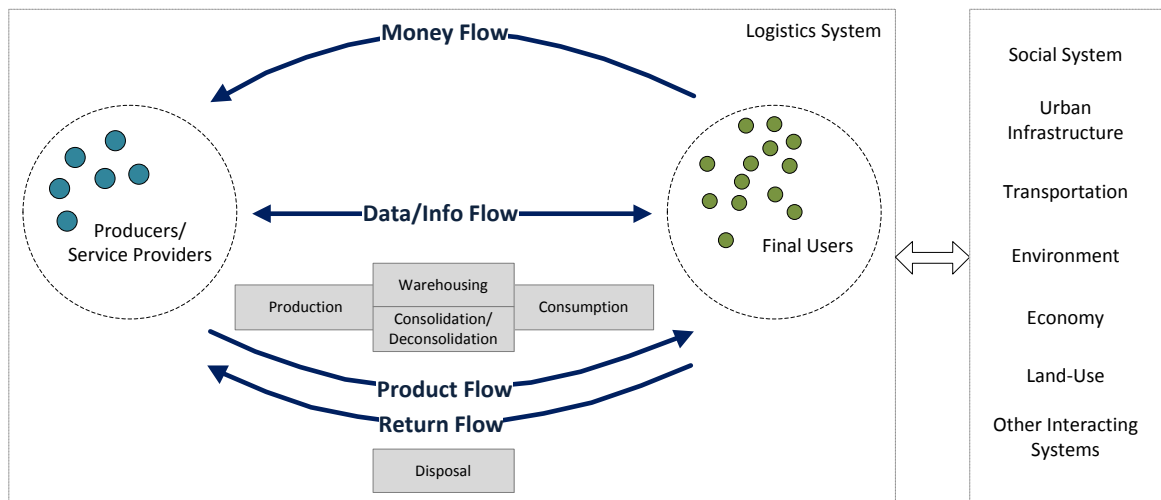 Money Flow
Logistics System
Data/Info Flow
Producers/
Service Providers
Final Users
Production
Warehousing
Consolidation/
Deconsolidation
Consumption
Product Flow
Return Flow
Disposal
Social System
Urban
Infrastructure
Transportation
Environment
Economy
Land-Use
Other Interacting
Systems